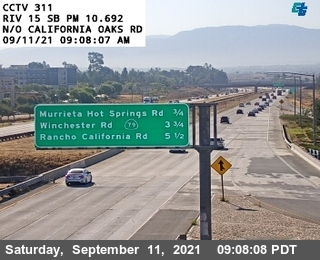 CCTV 311
RIV 15 SB PM 10.692
N/O CALIFORNIA OAKS RD
09/11/21 09:08:07 AM
Murrieta Hot Springs Rd 3/4
Winchester Rd 79 3 3/4
Rancho California Rd 5 1/2
Saturday, September 11, 2021 09:08:08 PDT